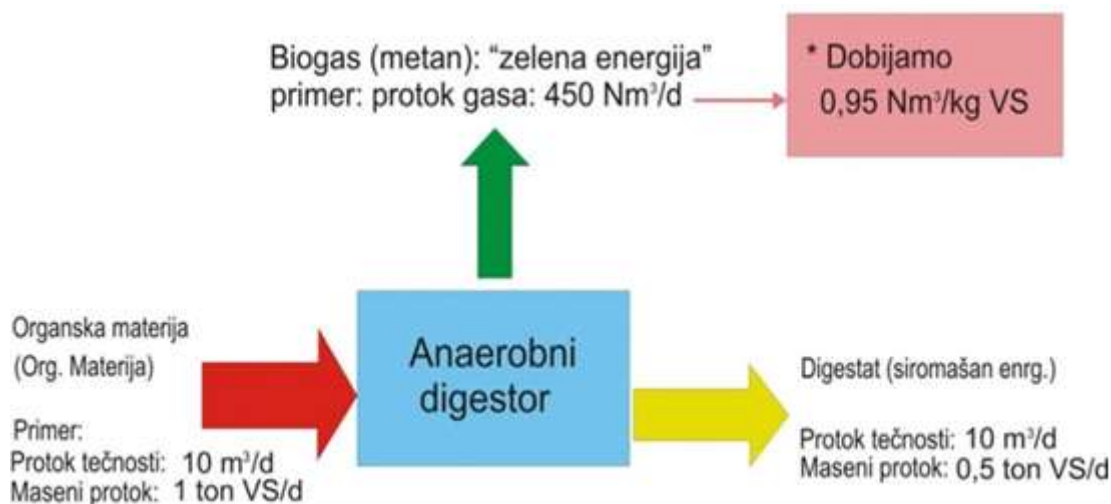 Biogas (metan): “zelena energija”
primer: protok gasa: 450 Nm³/d
* Dobijamo
0,95 Nm³/kg VS
Organska materija
(Org. Materija)
Primer:
Protok tečnosti: 10 m³/d
Maseni protok: 1 ton VS/d
Anaerobni
digestor
Digestat (siromašan enrg.)
Protok tečnosti: 10 m³/d
Maseni protok: 0,5 ton VS/d